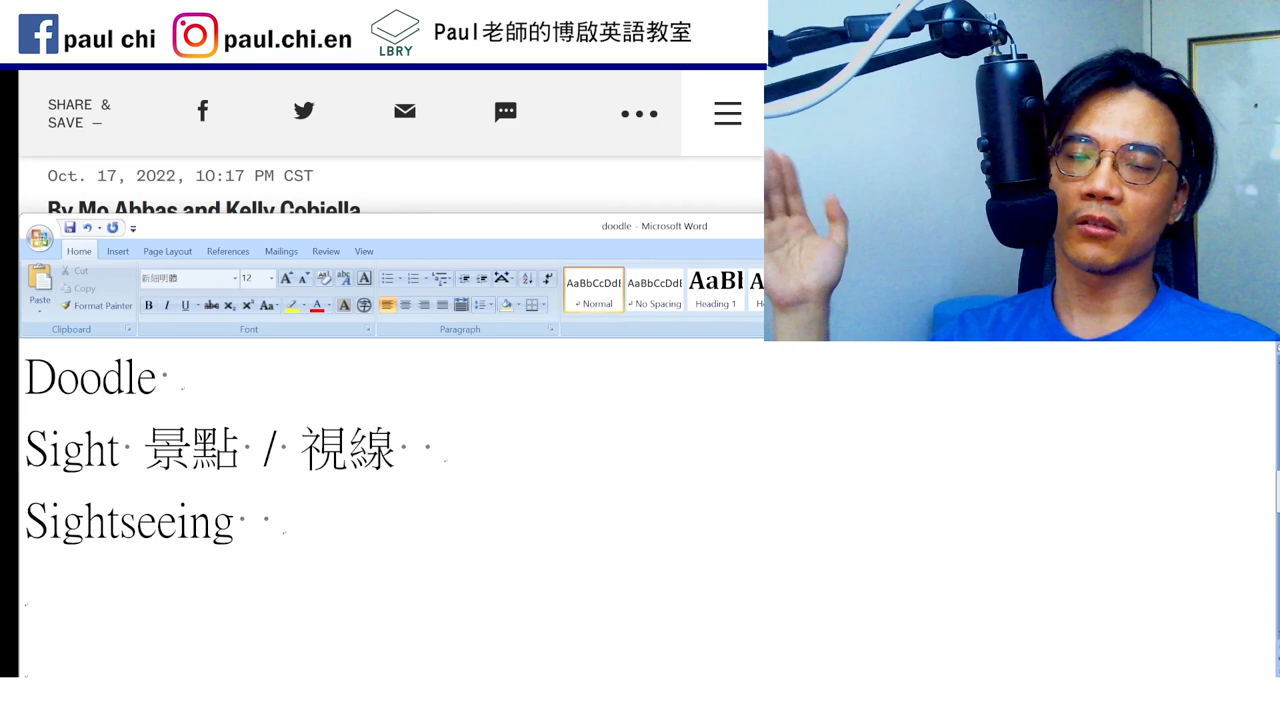 paul chi
paul.chi.en
LBRY
Paul老師的博啟英語教室
SHARE &
SAVE —
Oct. 17, 2022, 10:17 PM CST
By Mo Abbas and Kelly Cobiella
doodle - Microsoft Word
Home Insert Page Layout References Mailings Review View
Paste
Cut
Copy
Format Painter
新細明體 12
AaBbCcDdE AaBbCcDdE AaBb
Normal No Spacing Heading 1
Clipboard Font Paragraph
Doodle
Sight 景點 / 視線
Sightseeing